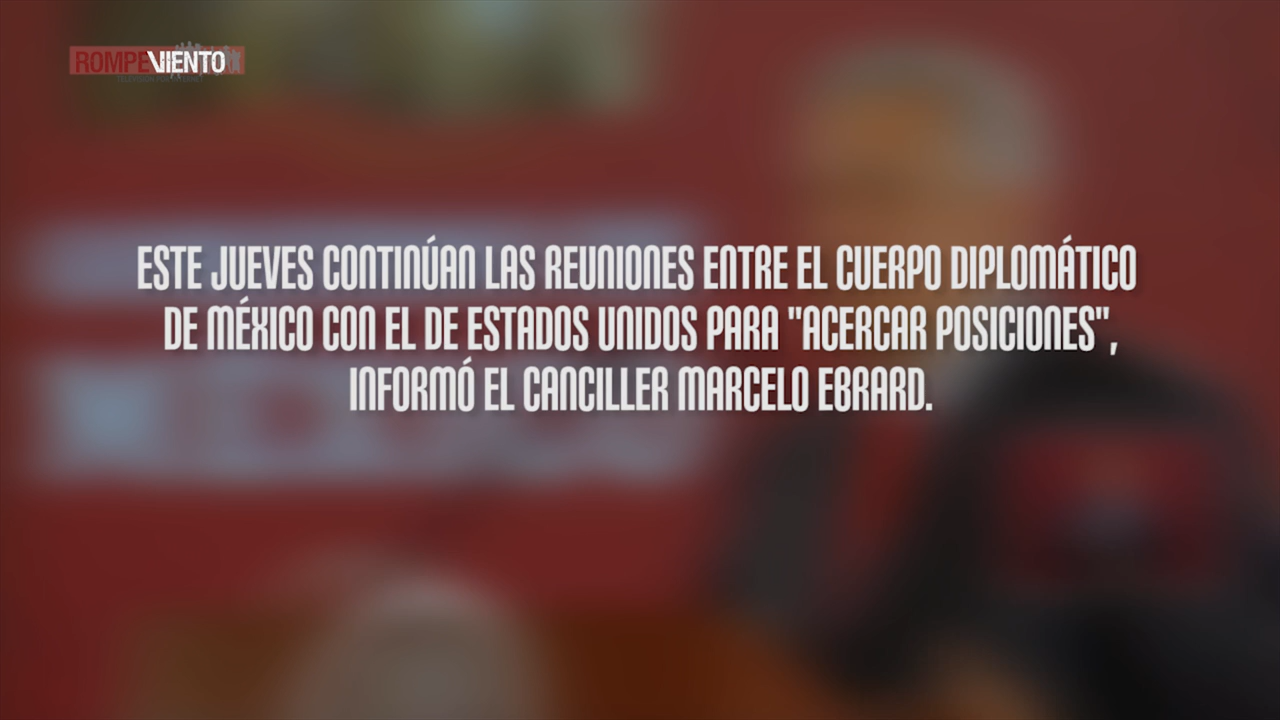 ROMPEVIENTO
ESTE JUEVES CONTINÚAN LAS REUNIONES ENTRE EL CUERPO DIPLOMÁTICO
DE MÉXICO CON EL DE ESTADOS UNIDOS PARA "ACERCAR POSICIONES",
INFORMÓ EL CANCILLER MARCELO EBRARD.